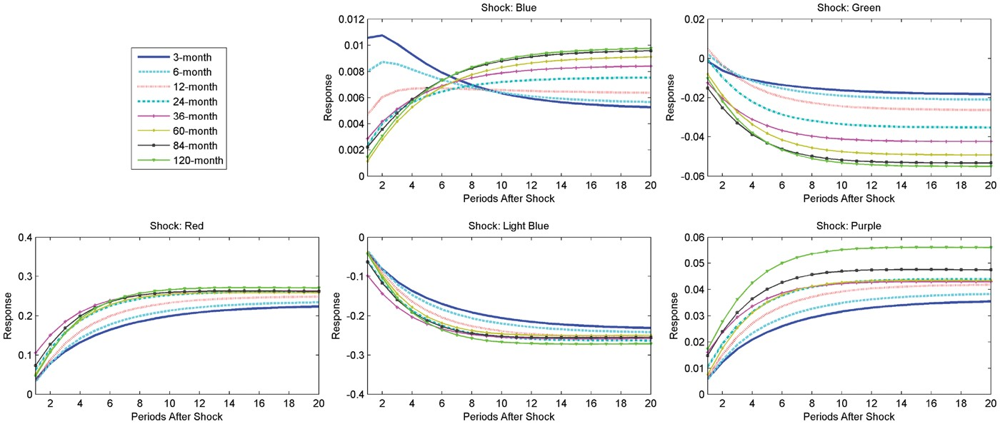 3-month
6-month
12-month
24-month
36-month
60-month
84-month
120-month
Shock: Blue
Response
0.012
0.01
0.008
0.006
0.004
0.002
0
2 4 6 8 10 12 14 16 18 20
Periods After Shock
Shock: Green
Response
0.02
0
-0.02
-0.04
-0.06
2 4 6 8 10 12 14 16 18 20
Periods After Shock
Shock: Red
Response
0.4
0.3
0.2
0.1
0
2 4 6 8 10 12 14 16 18 20
Periods After Shock
Shock: Light Blue
Response
0
-0.1
-0.2
-0.3
-0.4
2 4 6 8 10 12 14 16 18 20
Periods After Shock
Shock: Purple
Response
0.06
0.05
0.04
0.03
0.02
0.01
0
2 4 6 8 10 12 14 16 18 20
Periods After Shock